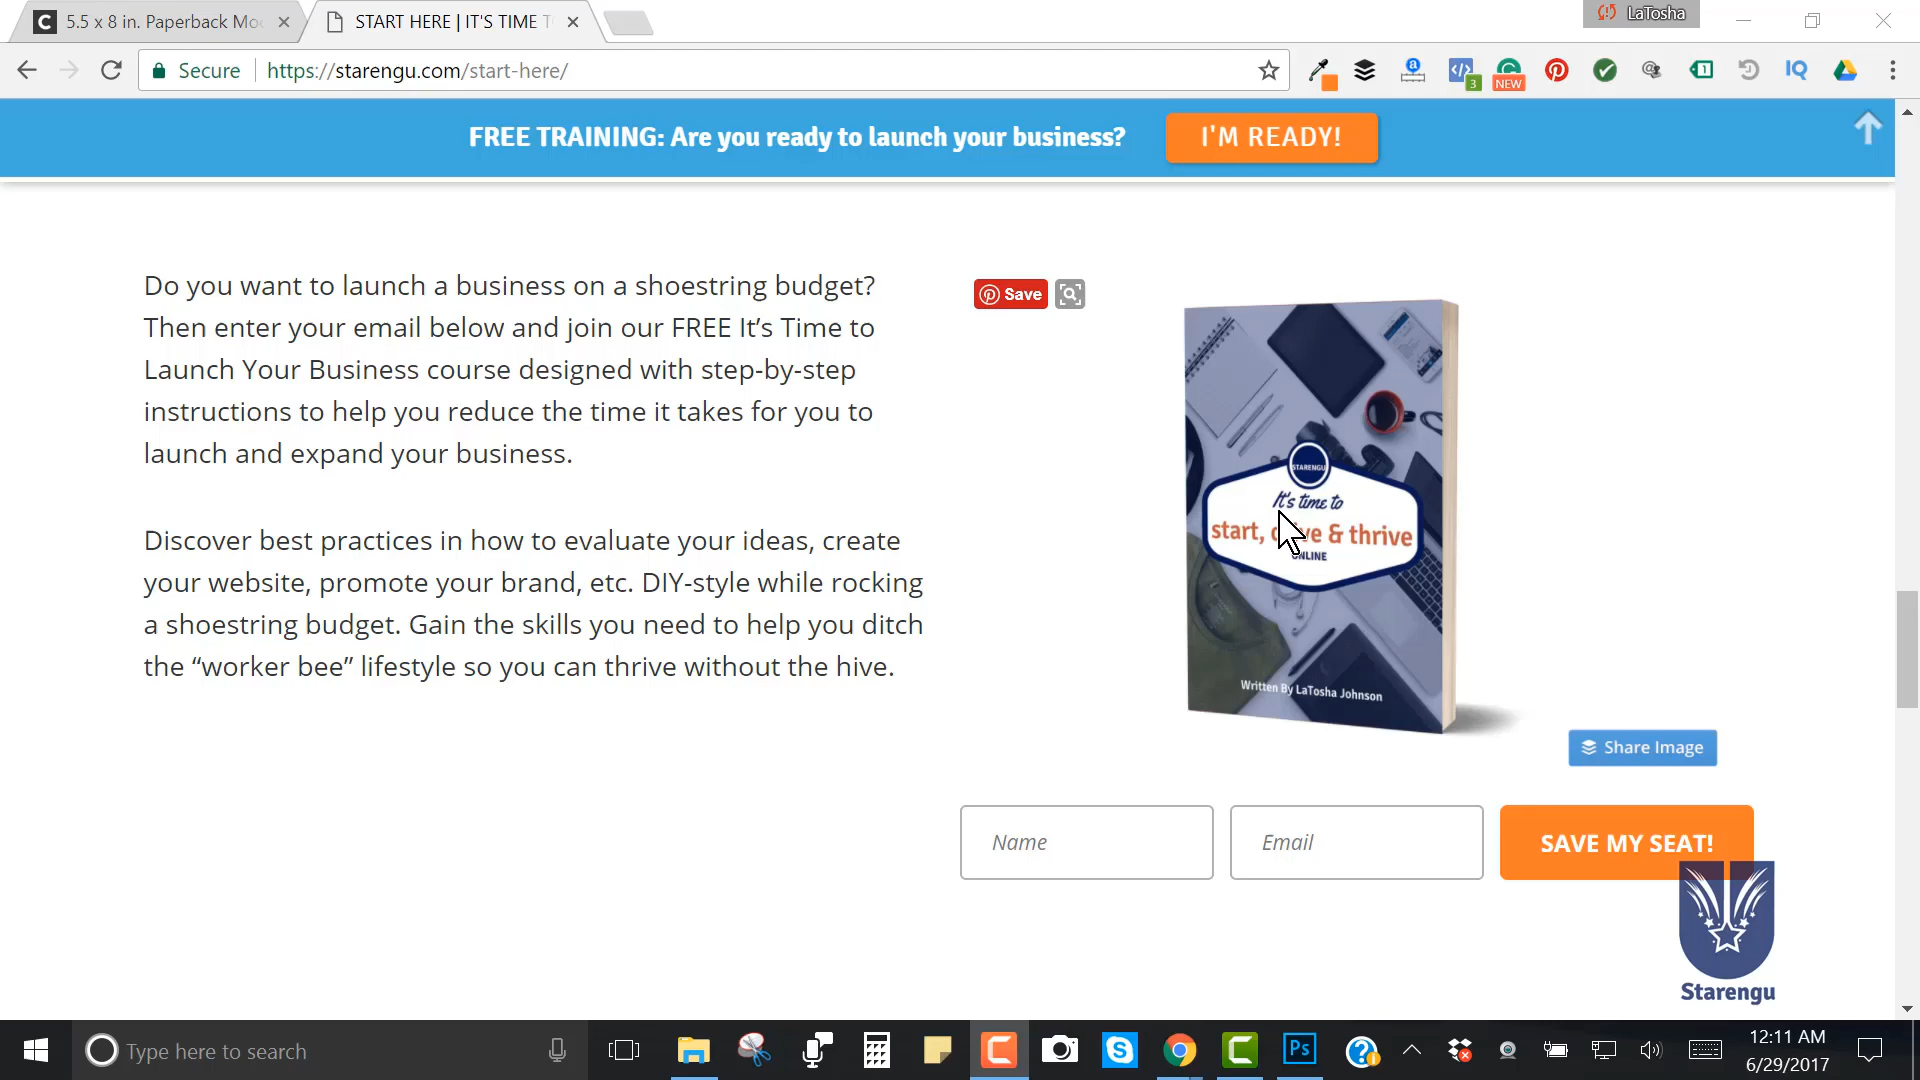 5.5 x 8 in. Paperback Mo
START HERE | IT'S TIME T
LaTosha
Secure
https://starengu.com/start-here/
3
NEW
1
IQ
FREE TRAINING: Are you ready to launch your business?
I'M READY!
Do you want to launch a business on a shoestring budget?
Then enter your email below and join our FREE It's Time to
Launch Your Business course designed with step-by-step
instructions to help you reduce the time it takes for you to
launch and expand your business.
Discover best practices in how to evaluate your ideas, create
your website, promote your brand, etc. DIY-style while rocking
a shoestring budget. Gain the skills you need to help you ditch
the “worker bee” lifestyle so you can thrive without the hive.
Save
STARENGU
It's time to
start, & thrive
Written By LaTosha Johnson
Share Image
Name
Email
SAVE MY SEAT!
Starengu
Type here to search
Ps
12:11 AM
6/29/2017